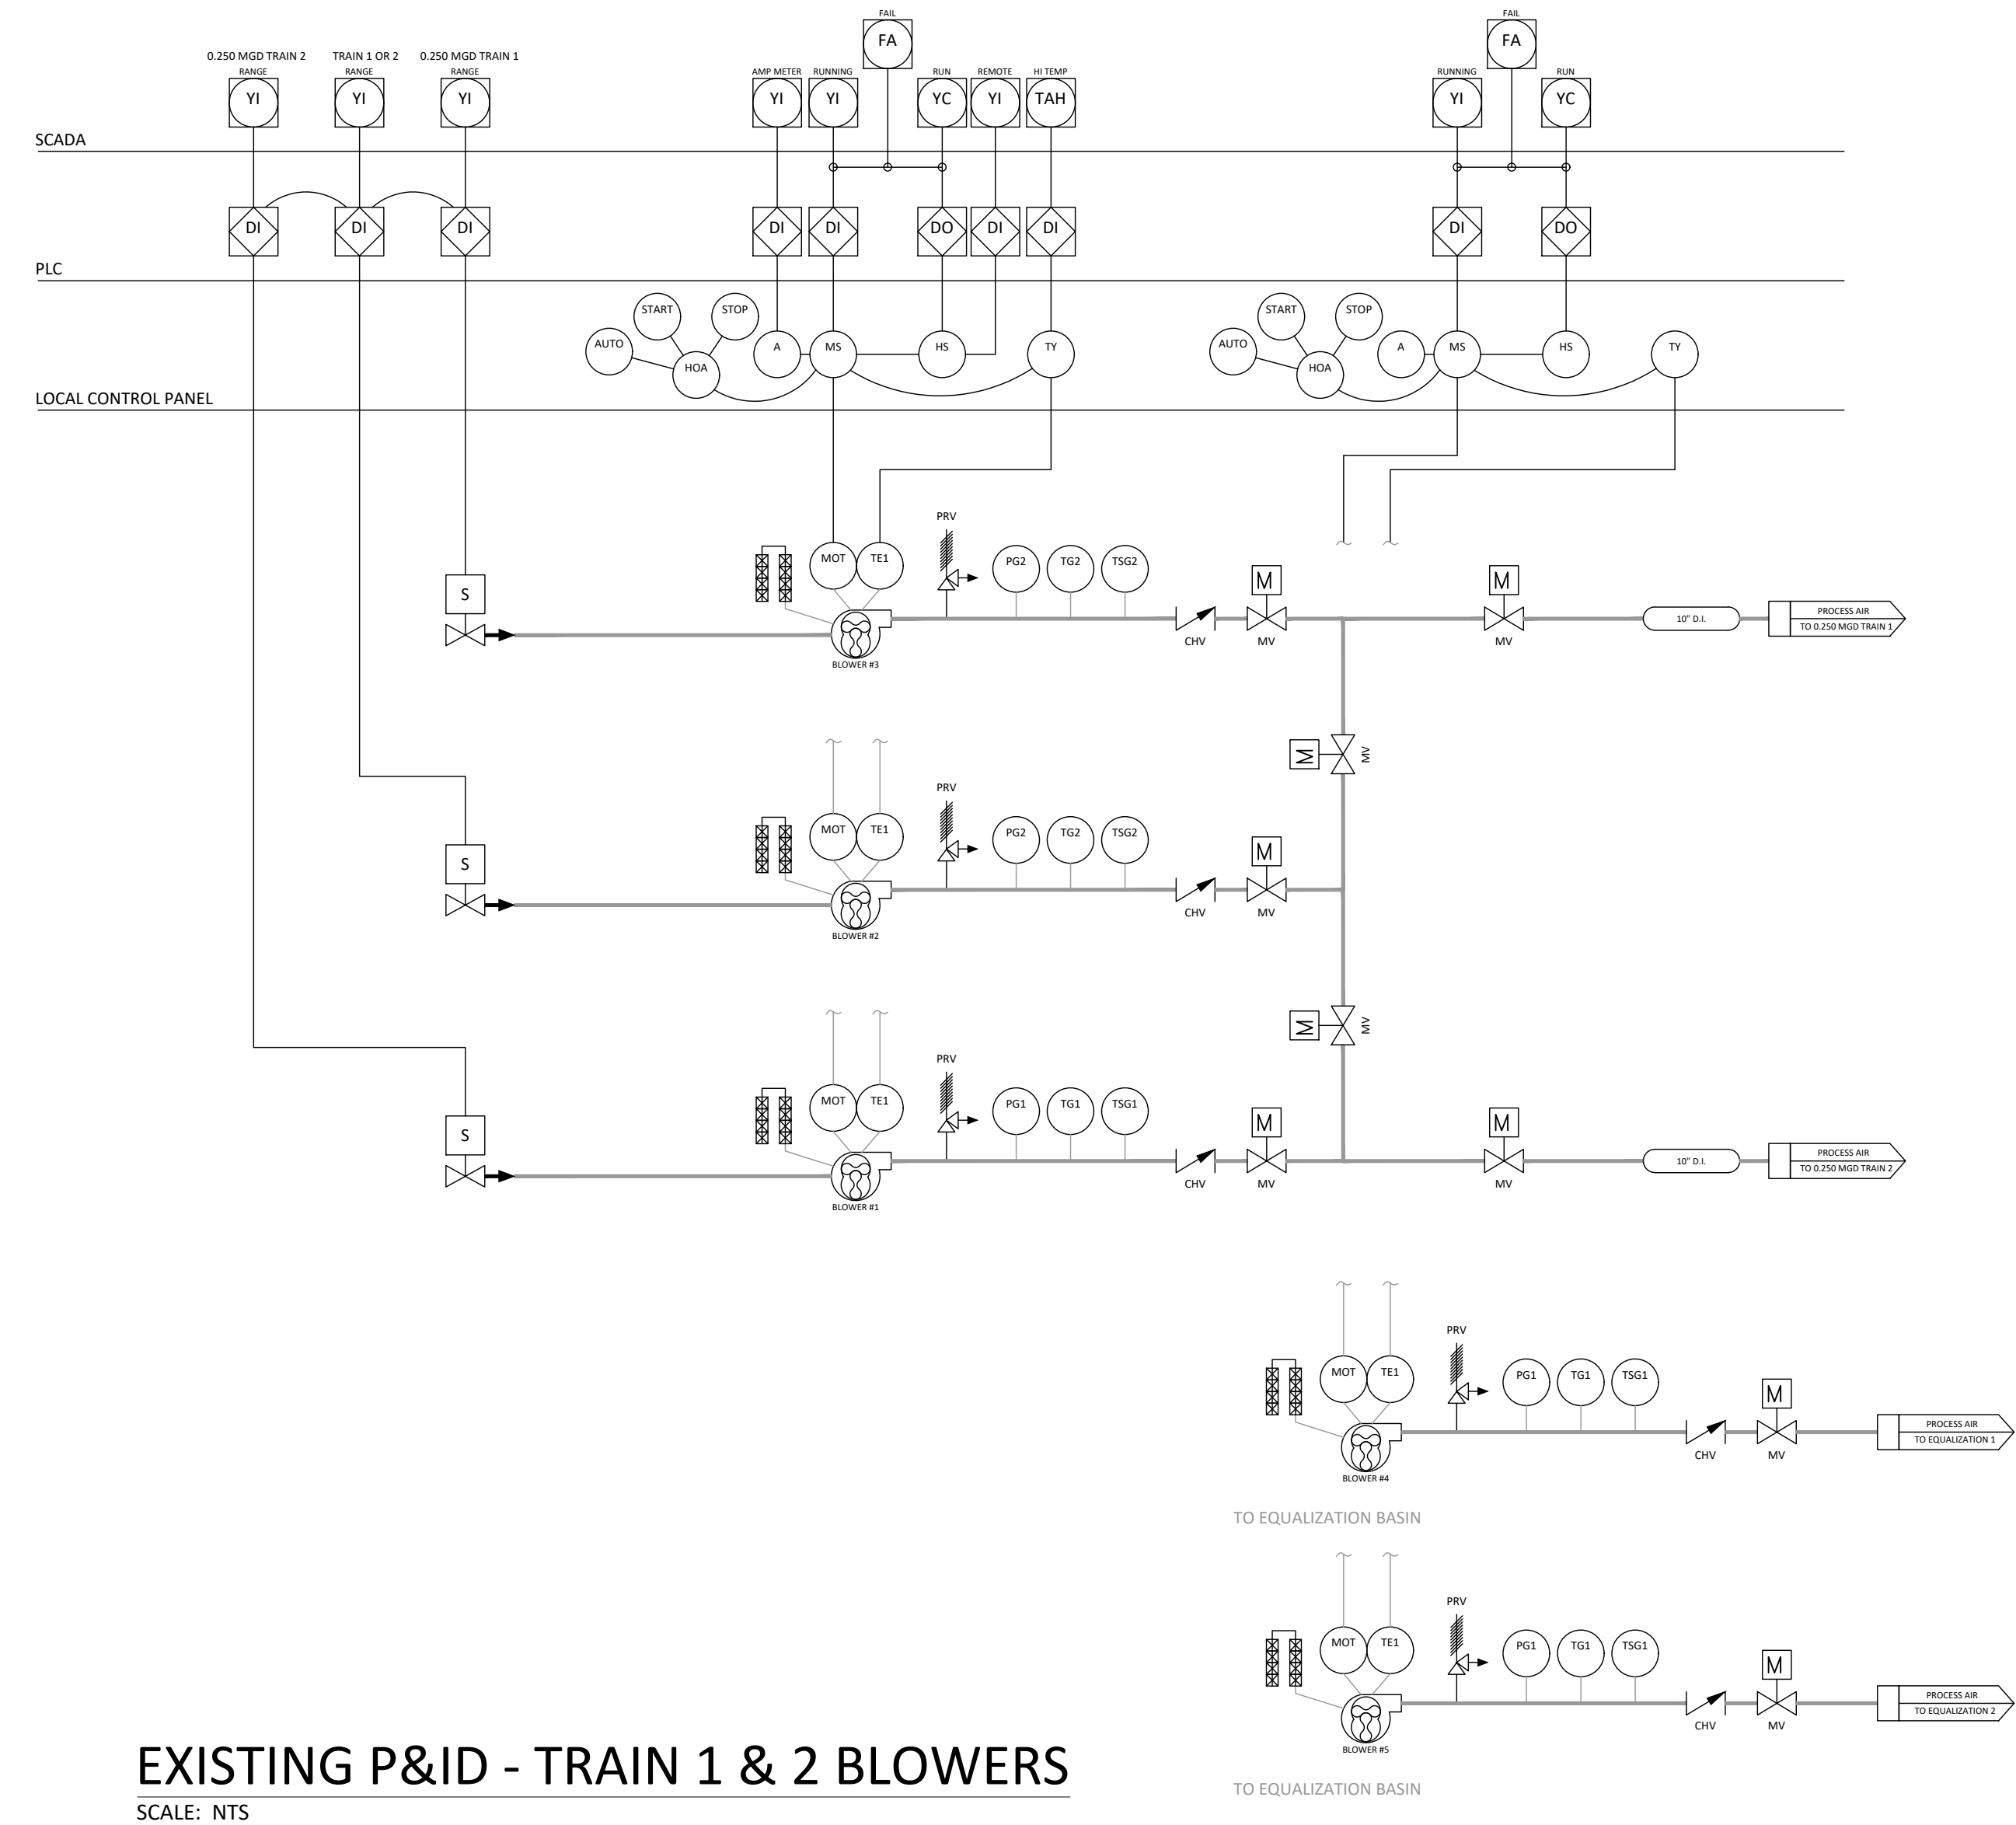 FAIL
FA
FAIL
FA
0.250 MGD TRAIN 2
TRAIN 1 OR 2
0.250 MGD TRAIN 1
RANGE
RANGE
RANGE
AMP METER
RUNNING
RUN
REMOTE
HI TEMP
RUNNING
RUN
YI
YI
YI
YI
YI
YC
YI
TAH
YI
YC
SCADA
DI
DI
DI
DI
DI
DO
DI
DI
DI
DO
PLC
START
STOP
START
STOP
AUTO
HOA
A
MS
HS
TY
AUTO
HOA
A
MS
HS
TY
LOCAL CONTROL PANEL
PRV
MOT
TE1
PG2
TG2
TSG2
M
M
S
10" D.I.
PROCESS AIR
TO 0.250 MGD TRAIN 1
CHV
MV
MV
BLOWER #3
M
MV
PRV
MOT
TE1
PG2
TG2
TSG2
M
S
CHV
MV
BLOWER #2
M
MV
PRV
MOT
TE1
PG1
TG1
TSG1
M
M
S
10" D.I.
PROCESS AIR
TO 0.250 MGD TRAIN 2
CHV
MV
MV
BLOWER #1
PRV
MOT
TE1
PG1
TG1
TSG1
M
PROCESS AIR
TO EQUALIZATION 1
CHV
MV
BLOWER #4
TO EQUALIZATION BASIN
PRV
MOT
TE1
PG1
TG1
TSG1
M
PROCESS AIR
TO EQUALIZATION 2
CHV
MV
BLOWER #5
TO EQUALIZATION BASIN
EXISTING P&ID - TRAIN 1 & 2 BLOWERS
SCALE: NTS